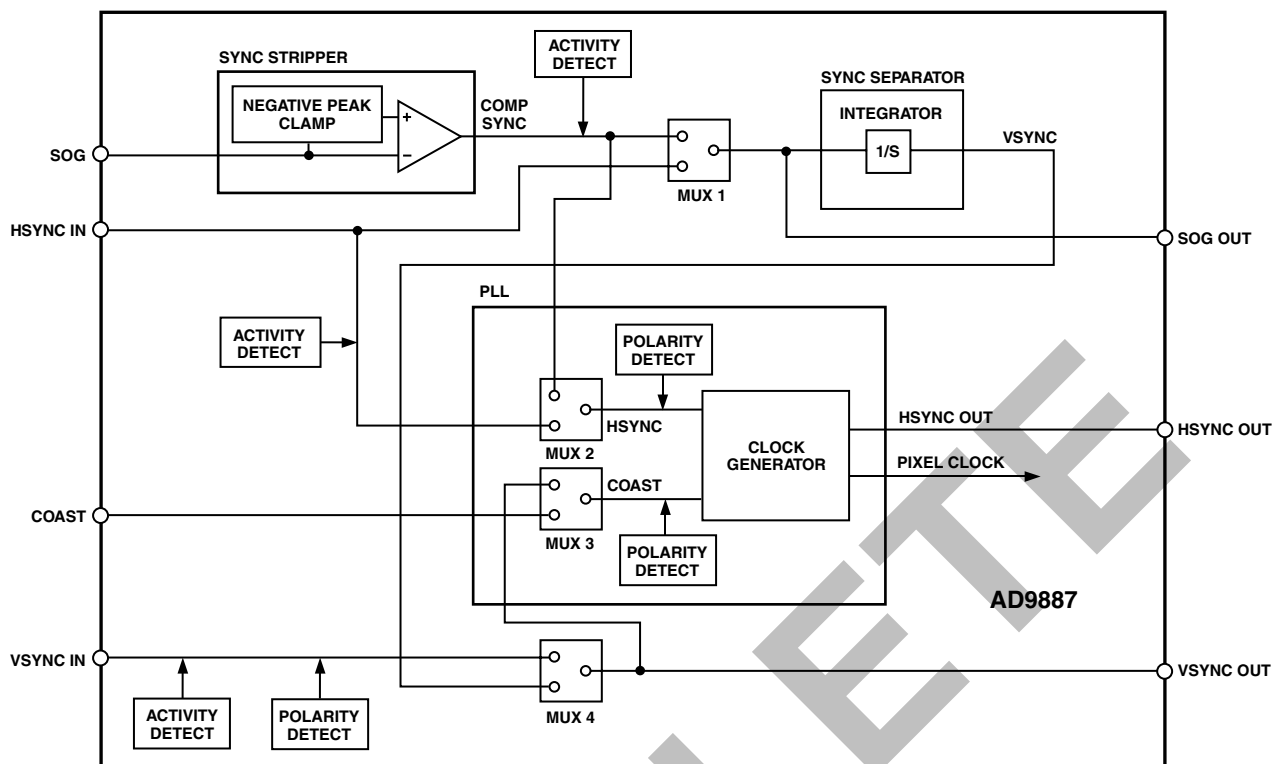 SYNC STRIPPER
ACTIVITY
DETECT
SYNC SEPARATOR
NEGATIVE PEAK
CLAMP
+
–
COMP
SYNC
INTEGRATOR
1/S
VSYNC
SOG
MUX 1
HSYNC IN
SOG OUT
PLL
ACTIVITY
DETECT
POLARITY
DETECT
HSYNC
MUX 2
CLOCK
GENERATOR
HSYNC OUT
HSYNC OUT
PIXEL CLOCK
COAST
COAST
MUX 3
POLARITY
DETECT
AD9887
VSYNC IN
MUX 4
VSYNC OUT
ACTIVITY
DETECT
POLARITY
DETECT
ETE